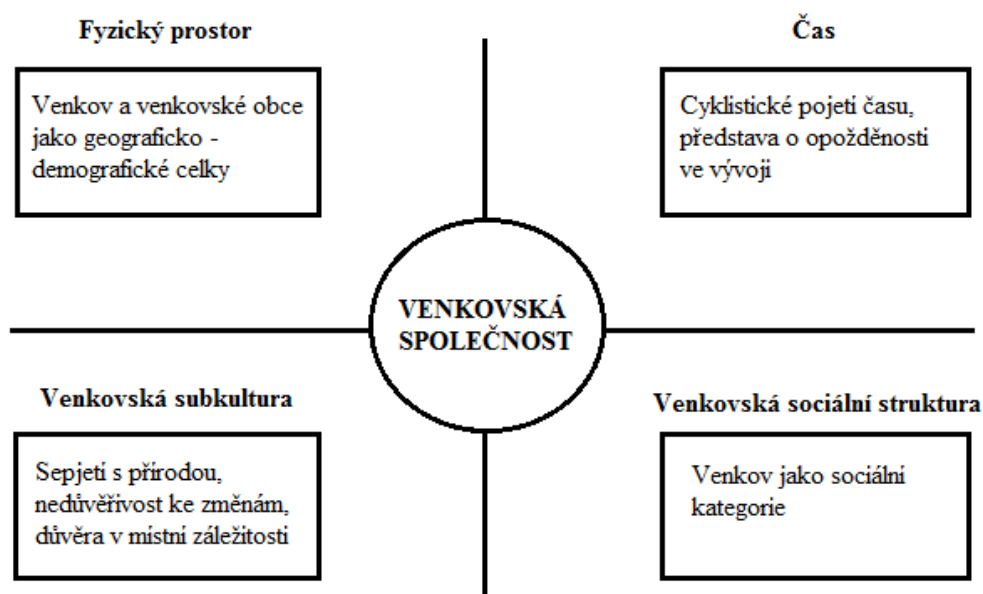 Fyzický prostor
Venkov a venkovské obce
jako geograficko -
demografické celky
Čas
Cyklistické pojetí času,
představa o opožděnosti
ve vývoji
VENKOVSKÁ
SPOLEČNOST
Venkovská subkultura
Sepjetí s přírodou,
nedůvěřivost ke změnám,
důvěra v místní záležitosti
Venkovská sociální struktura
Venkov jako sociální
kategorie